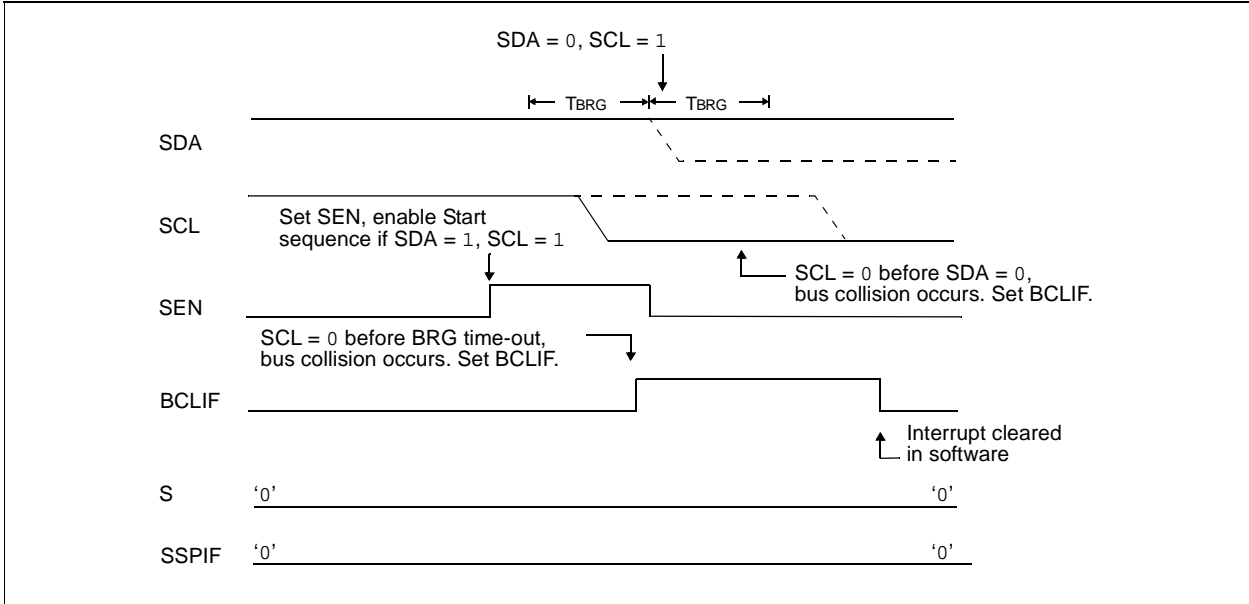 SDA = 0, SCL = 1
TBRG TBRG
SDA
SCL
Set SEN, enable Start
sequence if SDA = 1, SCL = 1
SCL = 0 before SDA = 0,
bus collision occurs. Set BCLIF.
SEN
SCL = 0 before BRG time-out,
bus collision occurs. Set BCLIF.
BCLIF
Interrupt cleared
in software
S ‘0’ ‘0’
SSPIF ‘0’ ‘0’